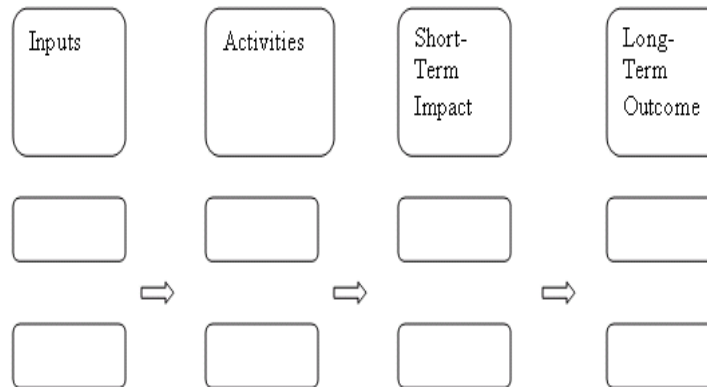 Inputs
Activities
Short-
Term
Impact
Long-
Term
Outcome